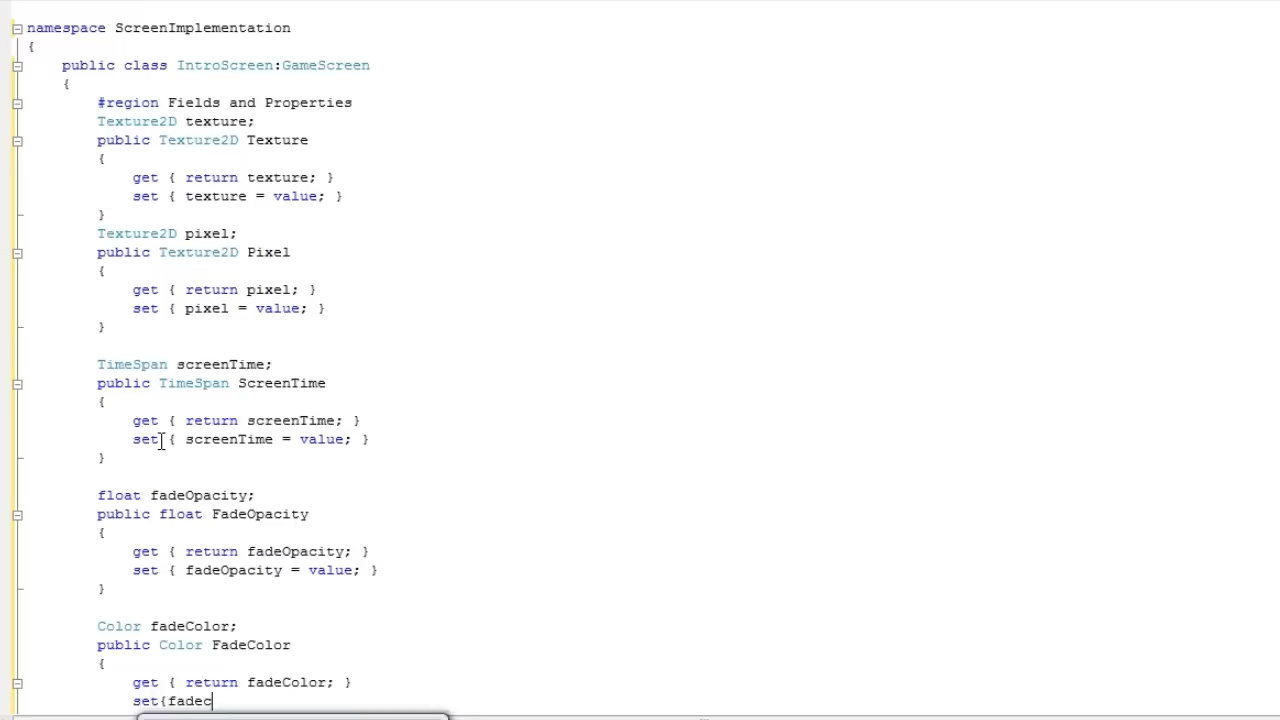 namespace ScreenImplementation
{
public class IntroScreen:GameScreen
{
#region Fields and Properties
Texture2D texture;
public Texture2D Texture
{
get { return texture; }
set { texture = value; }
}
Texture2D pixel;
public Texture2D Pixel
{
get { return pixel; }
set { pixel = value; }
}
TimeSpan screenTime;
public TimeSpan ScreenTime
{
get { return screenTime; }
set { screenTime = value; }
}
float fadeOpacity;
public float FadeOpacity
{
get { return fadeOpacity; }
set { fadeOpacity = value; }
}
Color fadeColor;
public Color FadeColor
{
get { return fadeColor; }
set{fadec